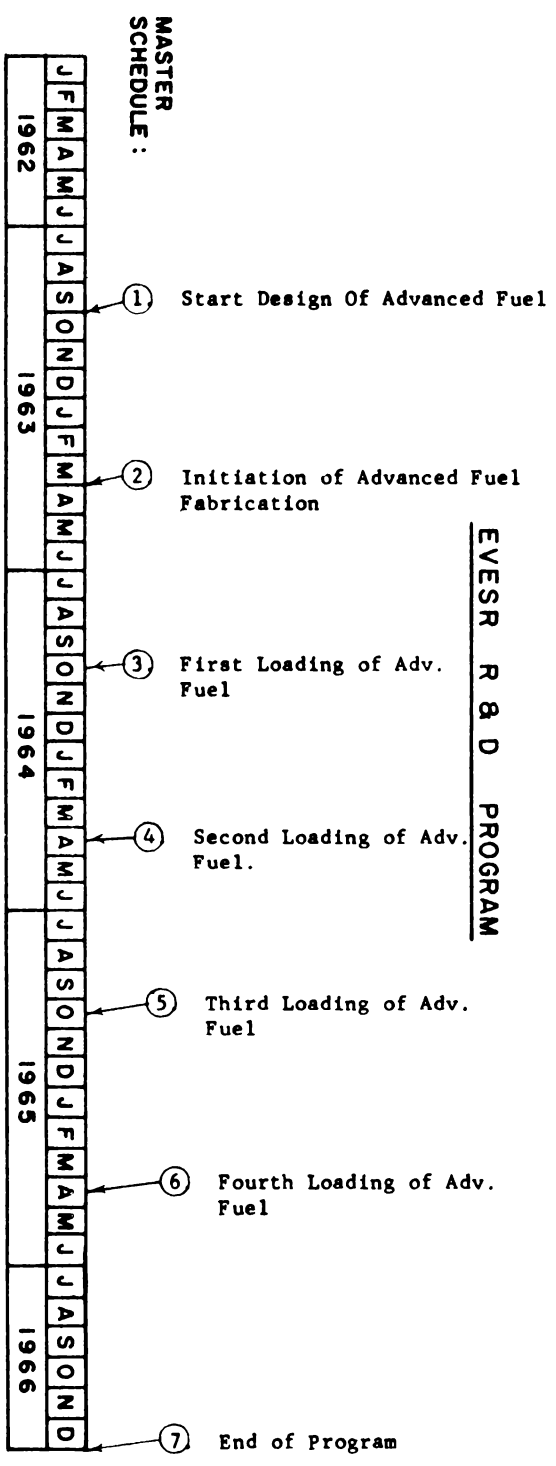 EVESR R & D PROGRAM
MASTER
SCHEDULE:
J F M A M J J A S O N D J F M A M J J A S O N D J F M A M J J A S O N D J F M A M J J A S O N D
1962 1963 1964 1965 1966
1 Start Design Of Advanced Fuel
2 Initiation of Advanced Fuel
Fabrication
3 First Loading of Adv.
Fuel
4 Second Loading of Adv.
Fuel.
5 Third Loading of Adv.
Fuel
6 Fourth Loading of Adv.
Fuel
7 End of Program